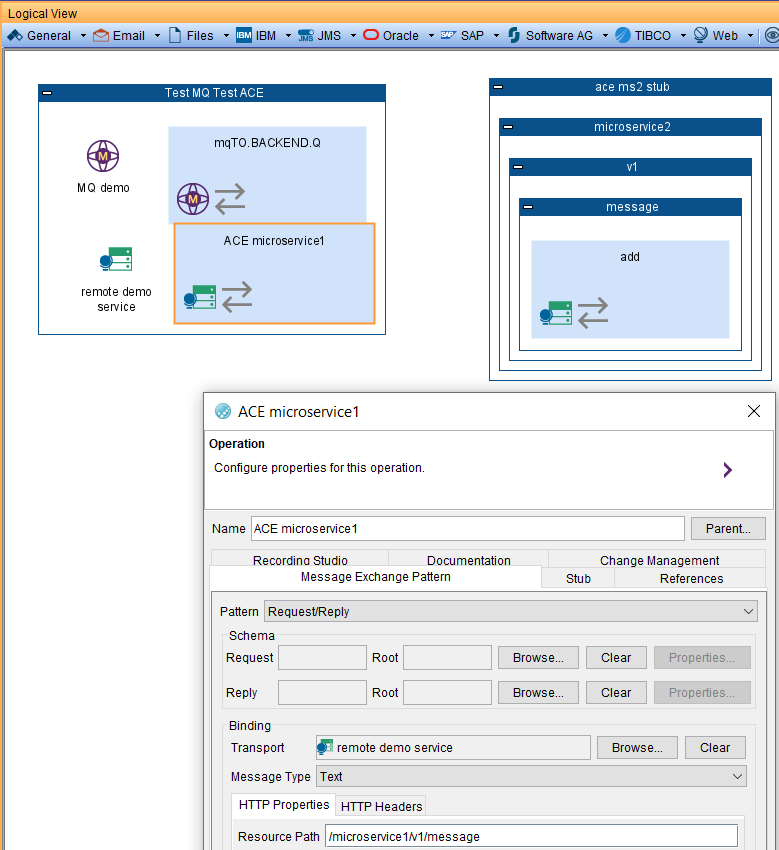 Logical View
General Email Files IBM IBM JMS JMS Oracle SAP SAP Software AG TIBCO Web
Test MQ Test ACE
M
MQ demo
mqTO.BACKEND.Q
M
remote demo
service
ACE microservice1
ace ms2 stub
microservice2
v1
message
add
ACE microservice1
Operation
Configure properties for this operation.
Name ACE microservice1 Parent...
Recording Studio Documentation Change Management
Message Exchange Pattern Stub References
Pattern Request/Reply
Schema
Request Root Browse... Clear Properties...
Reply Root Browse... Clear Properties...
Binding
Transport remote demo service Browse... Clear
Message Type Text
HTTP Properties HTTP Headers
Resource Path /microservice1/v1/message